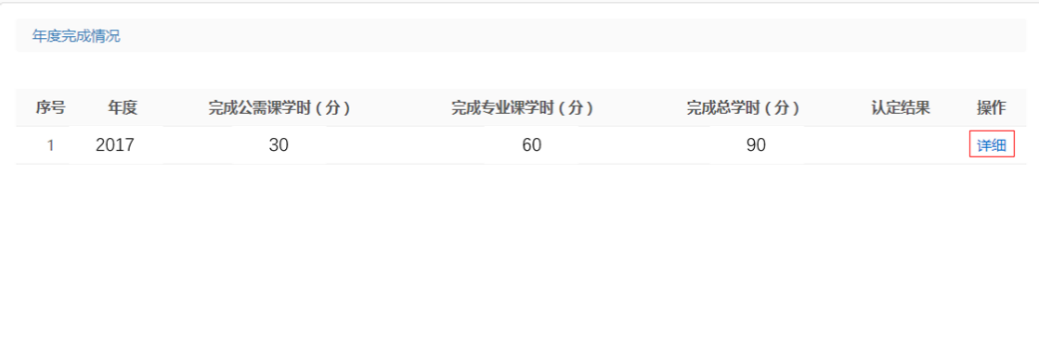 年度完成情况
序号 年度 完成公需课学时（分） 完成专业课学时（分） 完成总学时（分） 认定结果 操作
1 2017 30 60 90 详细